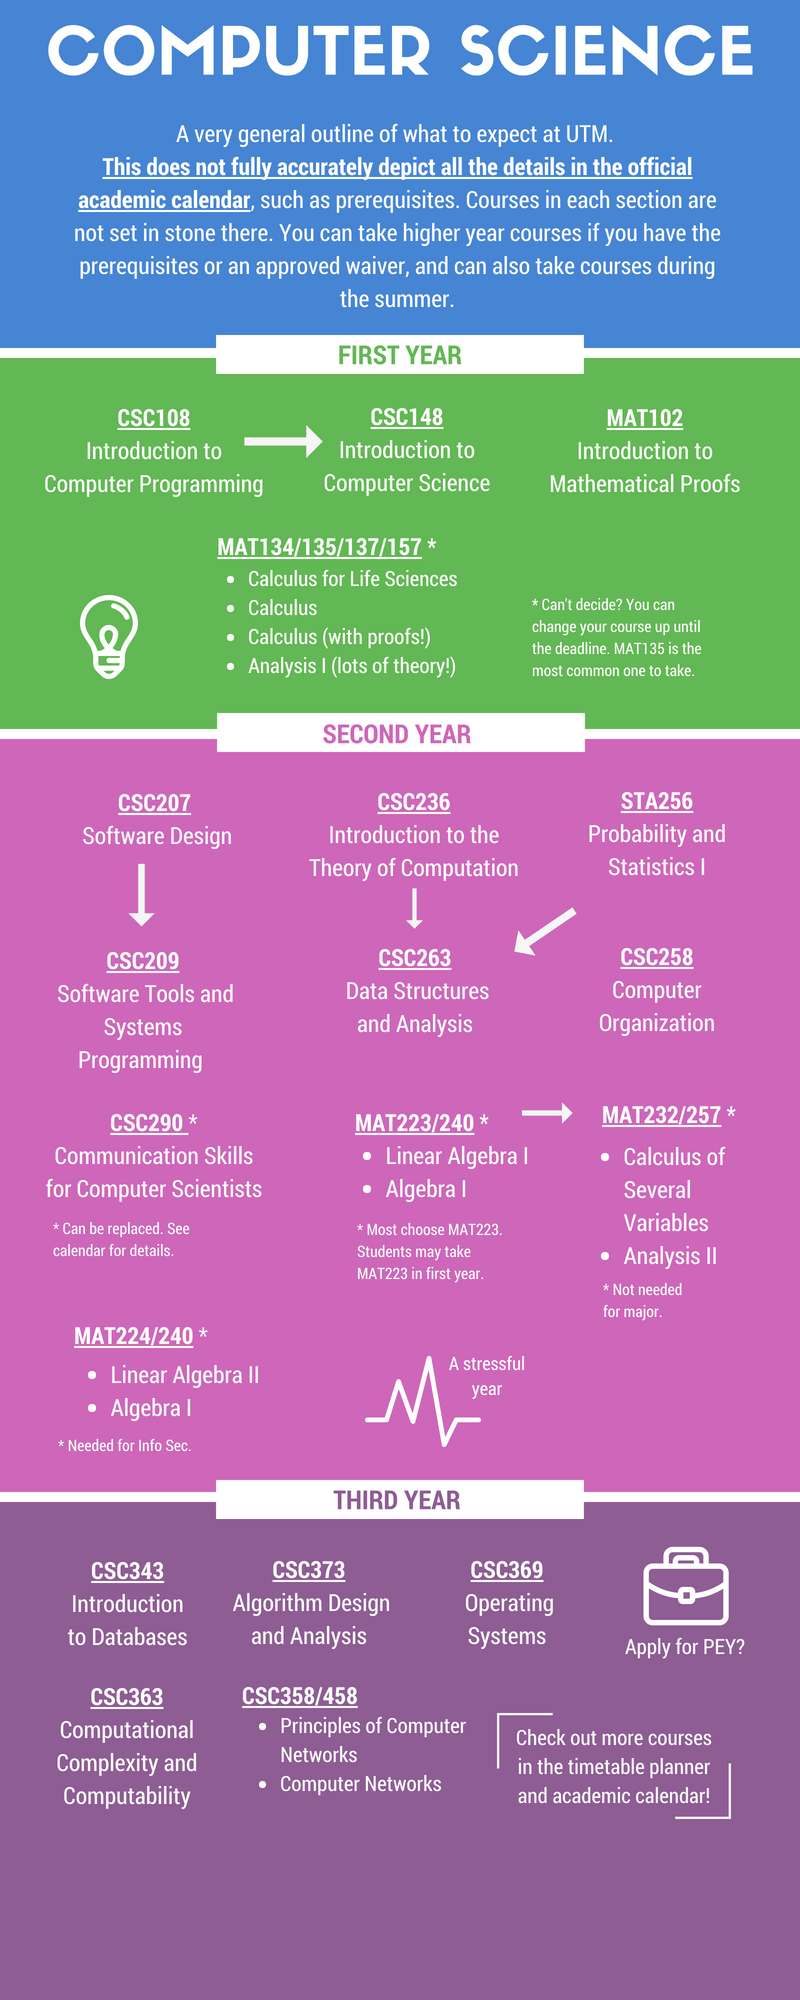 COMPUTER SCIENCE
A very general outline of what to expect at UTM.
This does not fully accurately depict all the details in the official
academic calendar, such as prerequisites. Courses in each section are
not set in stone there. You can take higher year courses if you have the
prerequisites or an approved waiver, and can also take courses during
the summer.
FIRST YEAR
CSC108
Introduction to
Computer Programming
CSC148
Introduction to
Computer Science
MAT102
Introduction to
Mathematical Proofs
MAT134/135/137/157 *
• Calculus for Life Sciences
• Calculus
• Calculus (with proofs!)
• Analysis I (lots of theory!)
* Can't decide? You can
change your course up until
the deadline. MAT135 is the
most common one to take.
SECOND YEAR
CSC207
Software Design
CSC236
Introduction to the
Theory of Computation
STA256
Probability and
Statistics I
CSC209
Software Tools and
Systems
Programming
CSC263
Data Structures
and Analysis
CSC258
Computer
Organization
CSC290 *
Communication Skills
for Computer Scientists
* Can be replaced. See
calendar for details.
MAT223/240 *
• Linear Algebra I
• Algebra I
* Most choose MAT223.
Students may take
MAT223 in first year.
MAT232/257 *
• Calculus of
Several
Variables
• Analysis II
* Not needed
for major.
MAT224/240 *
• Linear Algebra II
• Algebra I
* Needed for Info Sec.
A stressful
year
THIRD YEAR
CSC343
Introduction
to Databases
CSC373
Algorithm Design
and Analysis
CSC369
Operating
Systems
Apply for PEY?
CSC363
Computational
Complexity and
Computability
CSC358/458
• Principles of Computer
Networks
• Computer Networks
Check out more courses
in the timetable planner
and academic calendar!